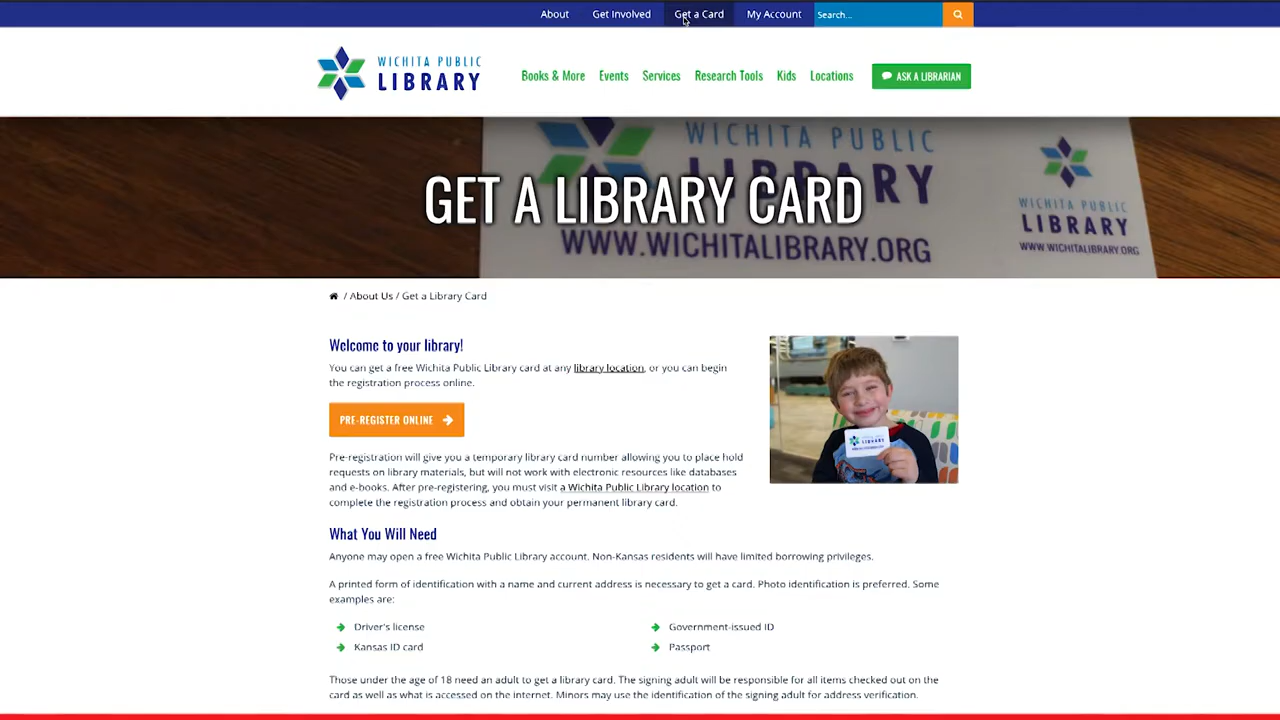 About Get Involved Get a Card My Account Search...
WICHITA PUBLIC
LIBRARY
Books & More Events Services Research Tools Kids Locations ASK A LIBRARIAN
WICHITA PUBLIC
LIBRARY
WWW.WICHITALIBRARY.ORG
GET A LIBRARY CARD
WICHITA PUBLIC
LIBRARY
WWW.WICHITALIBRARY.ORG
/ About Us / Get a Library Card
Welcome to your library!
You can get a free Wichita Public Library card at any library location, or you can begin
the registration process online.
PRE-REGISTER ONLINE
Pre-registration will give you a temporary library card number allowing you to place hold
requests on library materials, but will not work with electronic resources like databases
and e-books. After pre-registering, you must visit a Wichita Public Library location to
complete the registration process and obtain your permanent library card.
What You Will Need
Anyone may open a free Wichita Public Library account. Non-Kansas residents will have limited borrowing privileges.
A printed form of identification with a name and current address is necessary to get a card. Photo identification is preferred. Some
examples are:
Driver's license
Kansas ID card
Government-issued ID
Passport
Those under the age of 18 need an adult to get a library card. The signing adult will be responsible for all items checked out on the
card as well as what is accessed on the internet. Minors may use the identification of the signing adult for address verification.